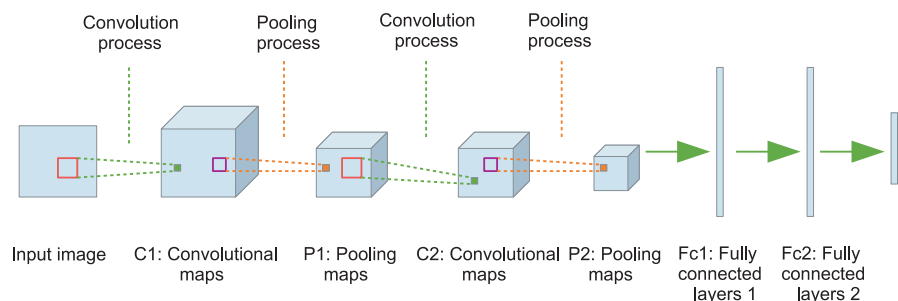 Convolution
process
Pooling
process
Convolution
process
Pooling
process
Input image
C1: Convolutional
maps
P1: Pooling
maps
C2: Convolutional
maps
P2: Pooling
maps
Fc1: Fully
connected
layers 1
Fc2: Fully
connected
layers 2